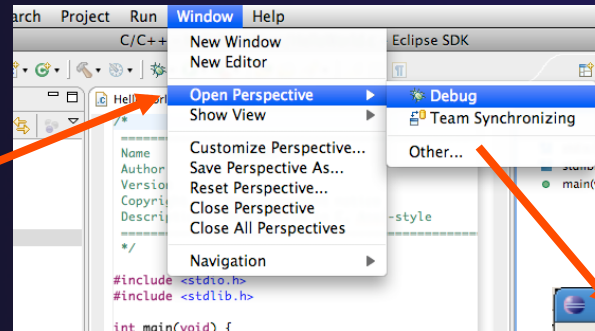 arch Project Run Window Help
C/C++ Eclipse SDK
New Window
New Editor
Open Perspective
Show View
Customize Perspective...
Save Perspective As...
Reset Perspective...
Close Perspective
Close All Perspectives
Navigation
Debug
Team Synchronizing
Other...
main(
Hell
/*
Name
Author
Version
Copyri
Descrip -style
*/
#include <stdio.h>
#include <stdlib.h>
int main(void) {